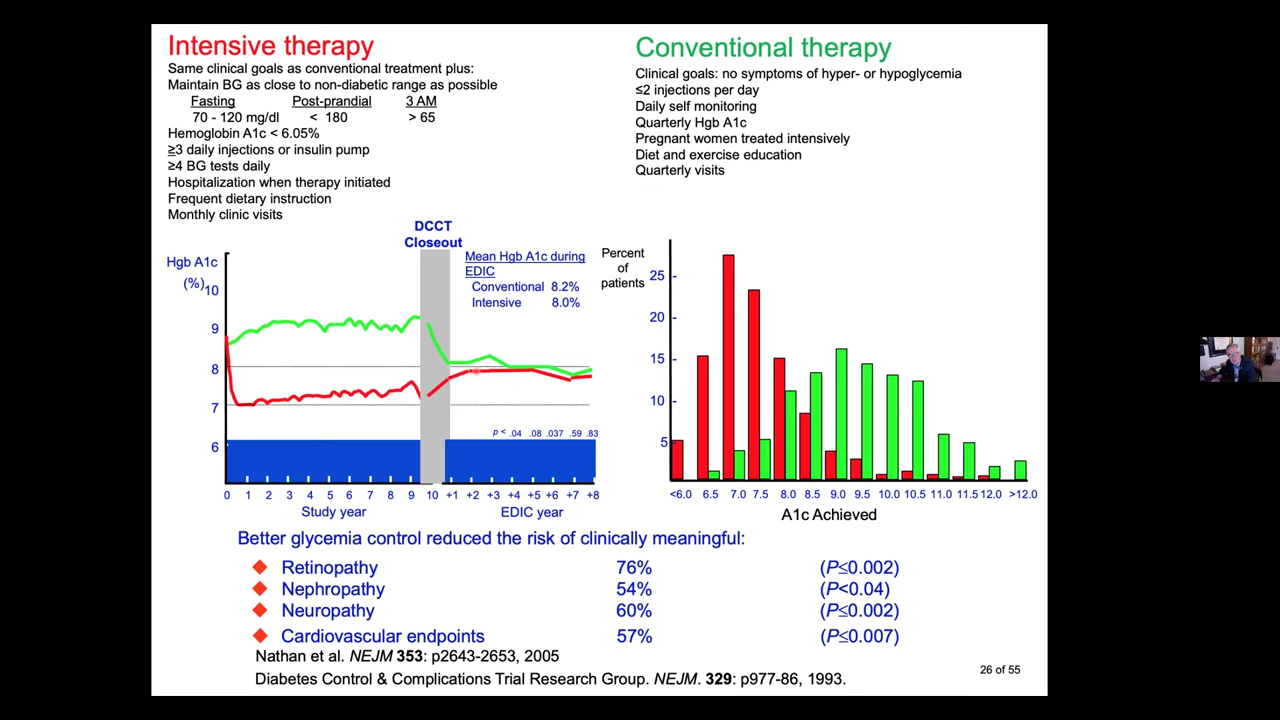 Intensive therapy
Same clinical goals as conventional treatment plus:
Maintain BG as close to non-diabetic range as possible
Fasting Post-prandial 3 AM
70 - 120 mg/dl < 180 > 65
Hemoglobin A1c < 6.05%
≥3 daily injections or insulin pump
≥4 BG tests daily
Hospitalization when therapy initiated
Frequent dietary instruction
Monthly clinic visits
Conventional therapy
Clinical goals: no symptoms of hyper- or hypoglycemia
≤2 injections per day
Daily self monitoring
Quarterly Hgb A1c
Pregnant women treated intensively
Diet and exercise education
Quarterly visits
DCCT
Closeout
Hgb A1c
(%)
10
9
8
7
6
Mean Hgb A1c during
EDIC
Conventional 8.2%
Intensive 8.0%
p < .04 .08 .037 .59 .83
0 1 2 3 4 5 6 7 8 9 10 +1 +2 +3 +4 +5 +6 +7 +8
Study year EDIC year
Percent
of
patients
25
20
15
10
5
<6.0 6.5 7.0 7.5 8.0 8.5 9.0 9.5 10.0 10.5 11.0 11.5 12.0 >12.0
A1c Achieved
Better glycemia control reduced the risk of clinically meaningful:
Retinopathy 76% (P≤0.002)
Nephropathy 54% (P<0.04)
Neuropathy 60% (P≤0.002)
Cardiovascular endpoints 57% (P≤0.007)
Nathan et al. NEJM 353: p2643-2653, 2005
Diabetes Control & Complications Trial Research Group. NEJM. 329: p977-86, 1993.
26 of 55